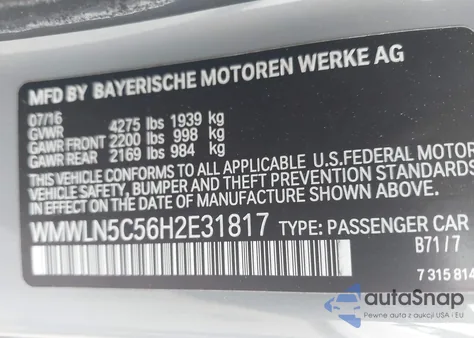 MFD BY BAYERISCHE MOTOREN WERKE AG
07/16
GVWR 4275 lbs 1939 kg
GAWR FRONT 2200 lbs 998 kg
GAWR REAR 2169 lbs 984 kg
THIS VEHICLE CONFORMS TO ALL APPLICABLE U.S.FEDERAL MOTOR
VEHICLE SAFETY, BUMPER, AND THEFT PREVENTION STANDARDS
IN EFFECT ON THE DATE OF MANUFACTURE SHOWN ABOVE.
WMWLN5C56H2E31817 TYPE: PASSENGER CAR
B71/7
7 315 814
autoSnap
Pewne auta z aukcji USA - EU